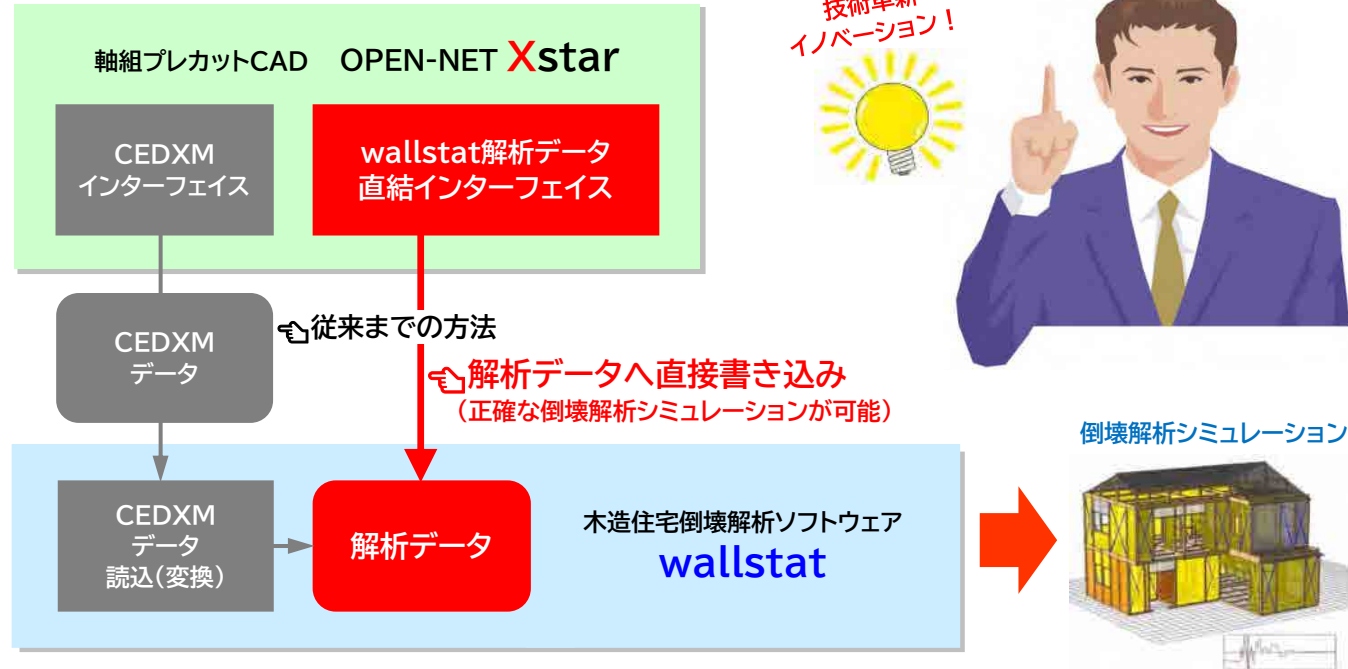 技術革新
イノベーション！
軸組プレカットCAD OPEN-NET Xstar
CEDXM
インターフェイス
wallstat解析データ
直結インターフェイス
CEDXM
データ
従来までの方法
解析データへ直接書き込み
（正確な倒壊解析シミュレーションが可能）
CEDXM
データ
読込（変換）
解析データ
木造住宅倒壊解析ソフトウェア
wallstat
倒壊解析シミュレーション